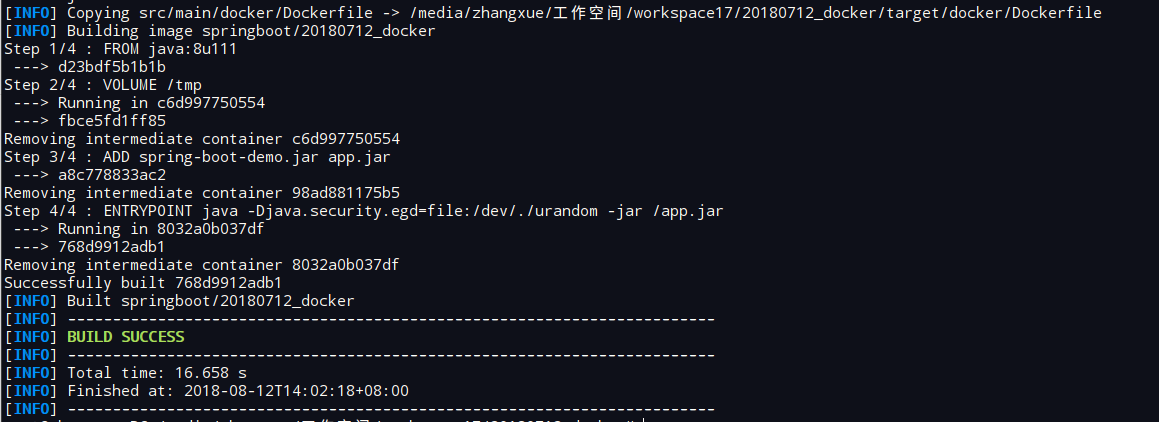 [INFO] Copying src/main/docker/Dockerfile -> /media/zhangxue/工作空间/workspace17/20180712_docker/target/docker/Dockerfile
[INFO] Building image springboot/20180712_docker
Step 1/4 : FROM java:8u111
 ---> d23bdf5b1b1b
Step 2/4 : VOLUME /tmp
 ---> Running in c6d997750554
 ---> fbce5fd1ff85
Removing intermediate container c6d997750554
Step 3/4 : ADD spring-boot-demo.jar app.jar
 ---> a8c778833ac2
Removing intermediate container 98ad881175b5
Step 4/4 : ENTRYPOINT java -Djava.security.egd=file:/dev/./urandom -jar /app.jar
 ---> Running in 8032a0b037df
 ---> 768d9912adb1
Removing intermediate container 8032a0b037df
Successfully built 768d9912adb1
[INFO] Built springboot/20180712_docker
[INFO] ------------------------------------------------------------------------
[INFO] BUILD SUCCESS
[INFO] ------------------------------------------------------------------------
[INFO] Total time: 16.658 s
[INFO] Finished at: 2018-08-12T14:02:18+08:00
[INFO] ------------------------------------------------------------------------